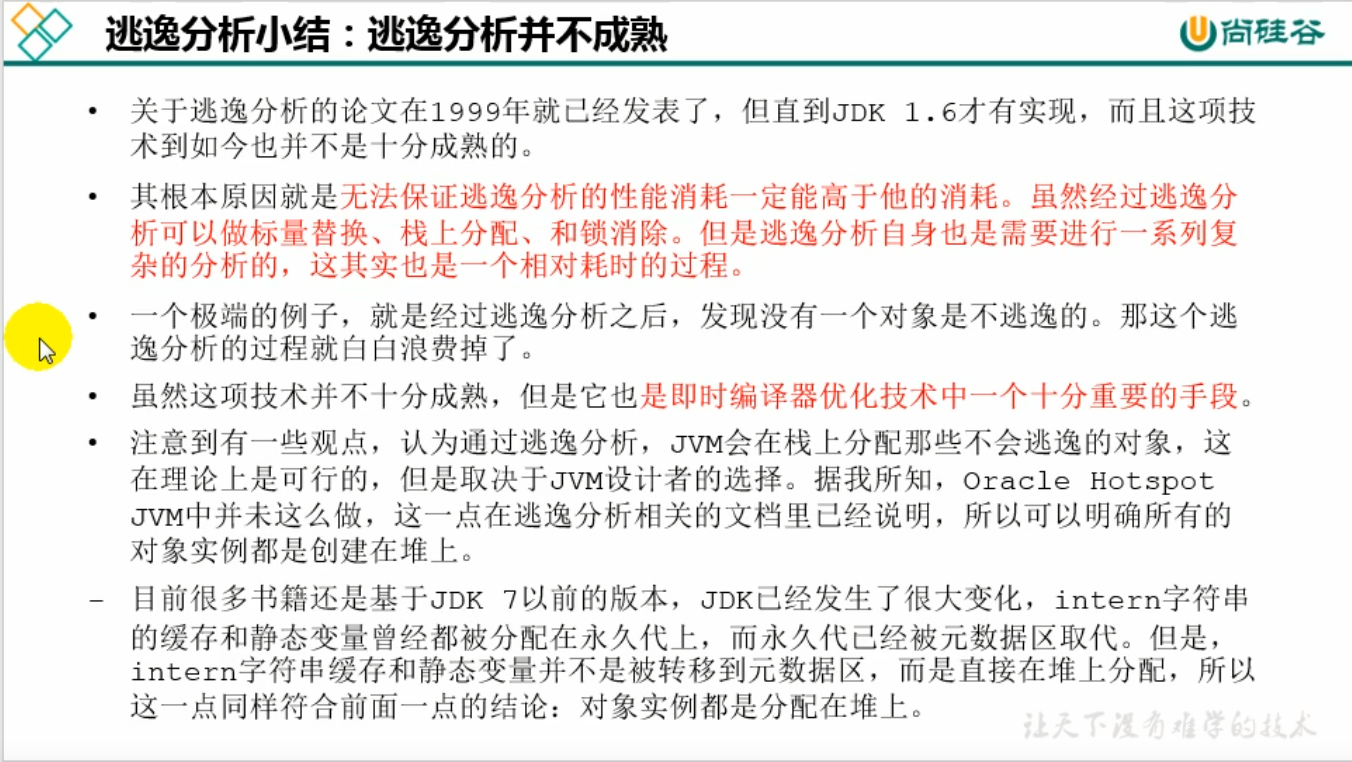 逃逸分析小结：逃逸分析并不成熟
尚硅谷
• 关于逃逸分析的论文在1999年就已经发表了，但直到JDK 1.6才有实现，而且这项技
术到如今也并不是十分成熟的。
• 其根本原因就是无法保证逃逸分析的性能消耗一定能高于他的消耗。虽然经过逃逸分
析可以做标量替换、栈上分配、和锁消除。但是逃逸分析自身也是需要进行一系列复
杂的分析的，这其实也是一个相对耗时的过程。
• 一个极端的例子，就是经过逃逸分析之后，发现没有一个对象是不逃逸的。那这个逃
逸分析的过程就白白浪费掉了。
• 虽然这项技术并不十分成熟，但是它也是即时编译器优化技术中一个十分重要的手段。
• 注意到有一些观点，认为通过逃逸分析，JVM会在栈上分配那些不会逃逸的对象，这
在理论上是可行的，但是取决于JVM设计者的选择。据我所知，Oracle Hotspot
JVM中并未这么做，这一点在逃逸分析相关的文档里已经说明，所以可以明确所有的
对象实例都是创建在堆上。
– 目前很多书籍还是基于JDK 7以前的版本，JDK已经发生了很大变化，intern字符串
的缓存和静态变量曾经都被分配在永久代上，而永久代已经被元数据区取代。但是，
intern字符串缓存和静态变量并不是被转移到元数据区，而是直接在堆上分配，所以
这一点同样符合前面一点的结论：对象实例都是分配在堆上。
让天下没有难学的技术